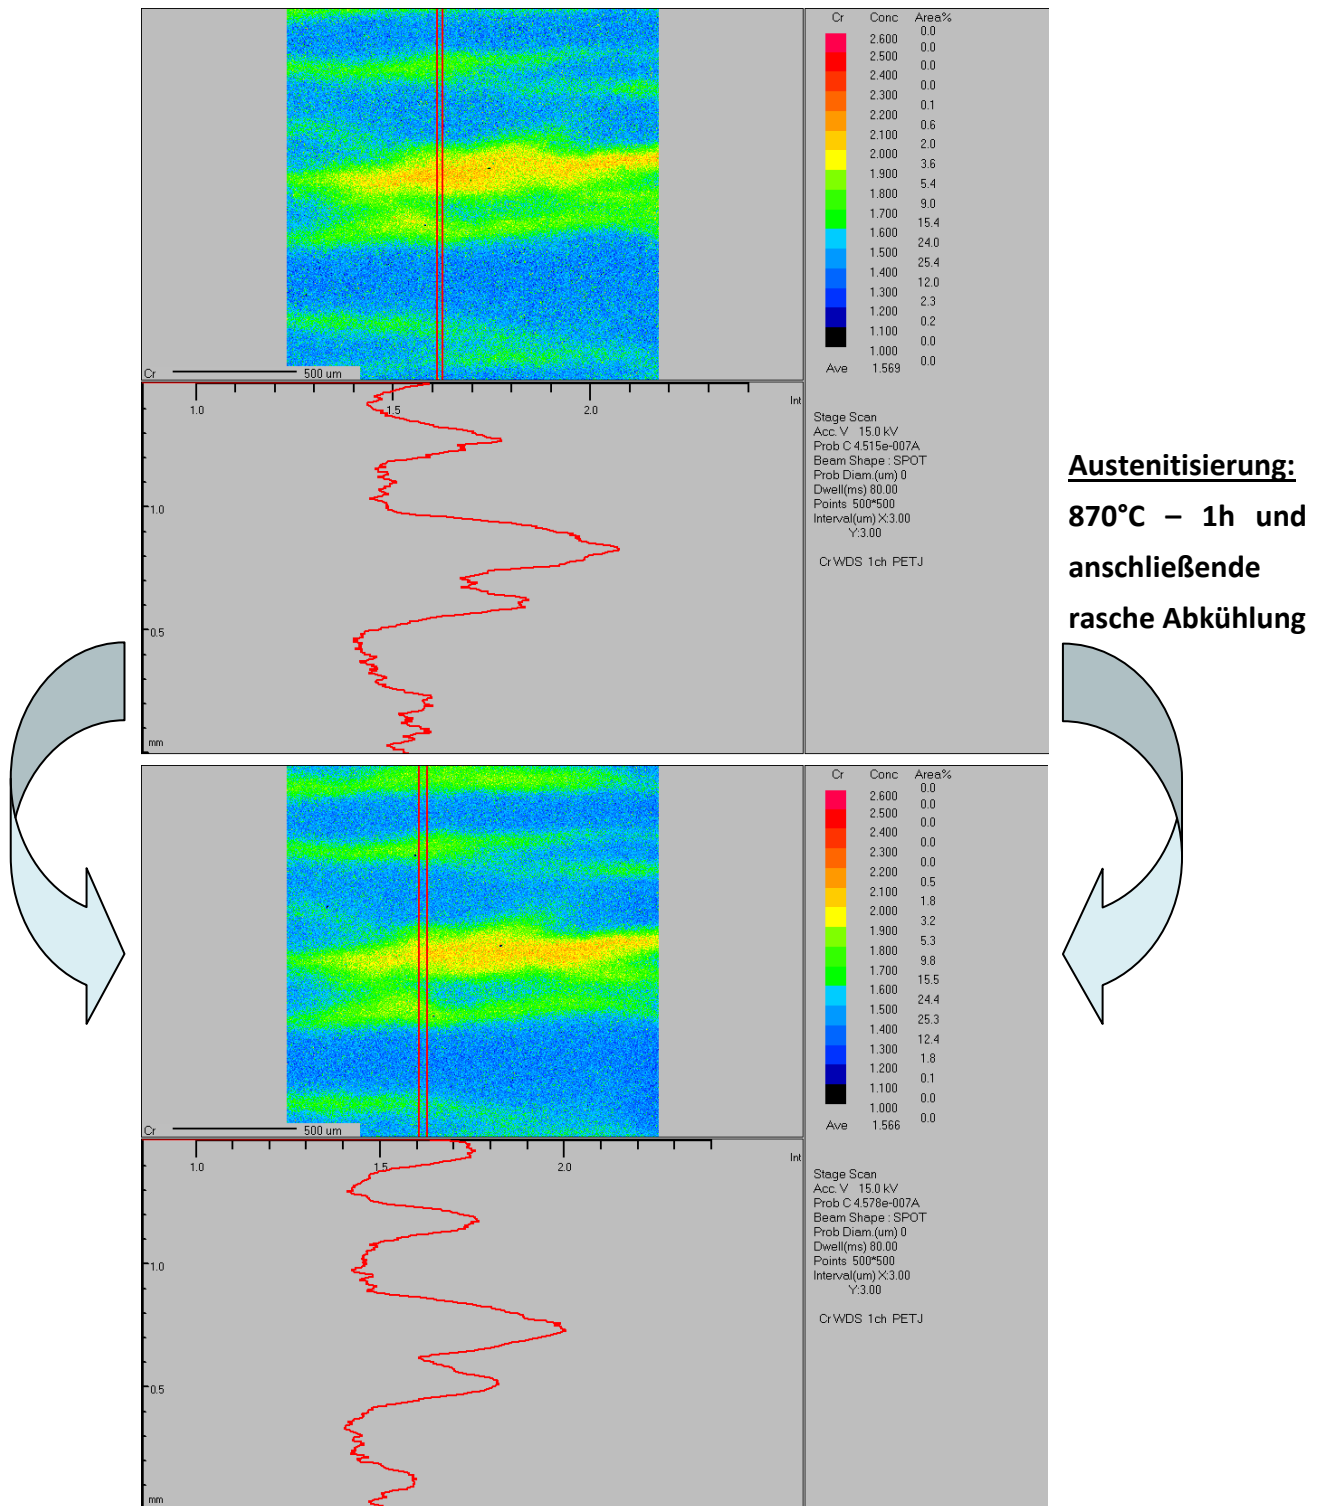 Cr Conc Area%
0.0
2.600
0.0
2.500
0.0
2.400
0.0
2.300
0.1
2.200
0.6
2.100
2.0
2.000
3.6
1.900
5.4
1.800
9.0
1.700
15.4
1.600
24.0
1.500
25.4
1.400
12.0
1.300
2.3
1.200
0.2
1.100
0.0
1.000
0.0
Ave 1.569
Cr 500 um
1.0 1.5 2.0 Int
1.0
0.5
mm
Stage Scan
Acc. V 15.0 kV
Prob C 4.515e-007A
Beam Shape : SPOT
Prob Diam.(um) 0
Dwell(ms) 80.00
Points 500*500
Interval(um) X:3.00
Y:3.00
Cr WDS 1ch PETJ
Austenitisierung:
870°C – 1h und
anschließende
rasche Abkühlung
Cr Conc Area%
0.0
2.600
0.0
2.500
0.0
2.400
0.0
2.300
0.0
2.200
0.5
2.100
1.8
2.000
3.2
1.900
5.3
1.800
9.8
1.700
15.5
1.600
24.4
1.500
25.3
1.400
12.4
1.300
1.8
1.200
0.1
1.100
0.0
1.000
0.0
Ave 1.566
Cr 500 um
1.0 1.5 2.0 Int
1.0
0.5
mm
Stage Scan
Acc. V 15.0 kV
Prob C 4.578e-007A
Beam Shape : SPOT
Prob Diam.(um) 0
Dwell(ms) 80.00
Points 500*500
Interval(um) X:3.00
Y:3.00
Cr WDS 1ch PETJ